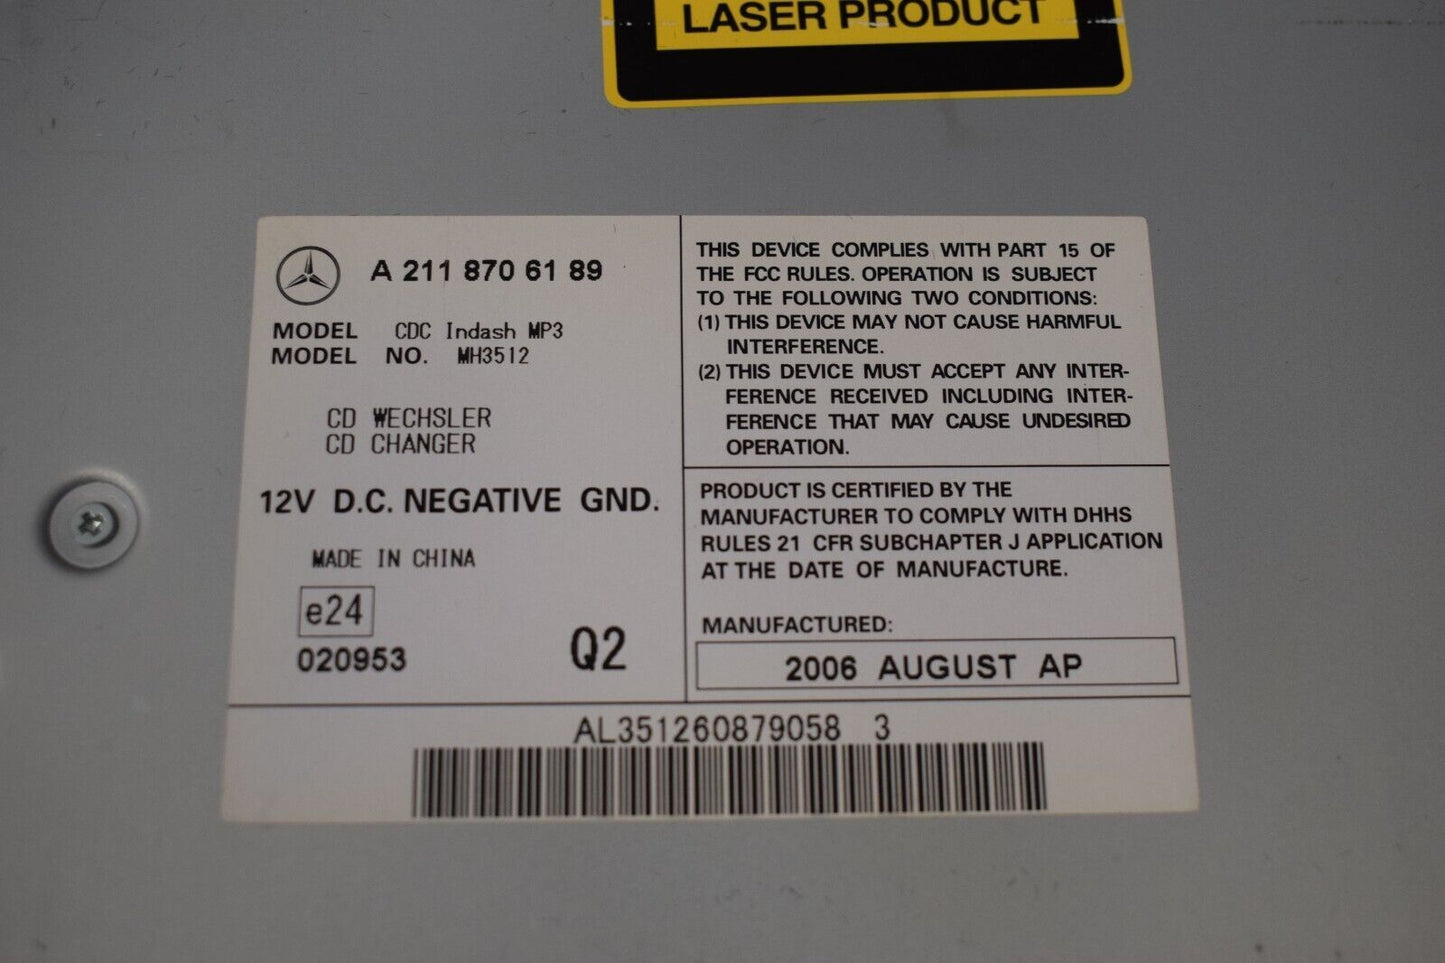 LASER PRODUCT
A 211 870 61 89
MODEL CDC Indash MP3
MODEL NO. MH3512
CD WECHSLER
CD CHANGER
12V D.C. NEGATIVE GND.
MADE IN CHINA
e24
020953
Q2
THIS DEVICE COMPLIES WITH PART 15 OF
THE FCC RULES. OPERATION IS SUBJECT
TO THE FOLLOWING TWO CONDITIONS:
(1) THIS DEVICE MAY NOT CAUSE HARMFUL
INTERFERENCE.
(2) THIS DEVICE MUST ACCEPT ANY INTER-
FERENCE RECEIVED INCLUDING INTER-
FERENCE THAT MAY CAUSE UNDESIRED
OPERATION.
PRODUCT IS CERTIFIED BY THE
MANUFACTURER TO COMPLY WITH DHHS
RULES 21 CFR SUBCHAPTER J APPLICATION
AT THE DATE OF MANUFACTURE.
MANUFACTURED:
2006 AUGUST AP
AL351260879058 3